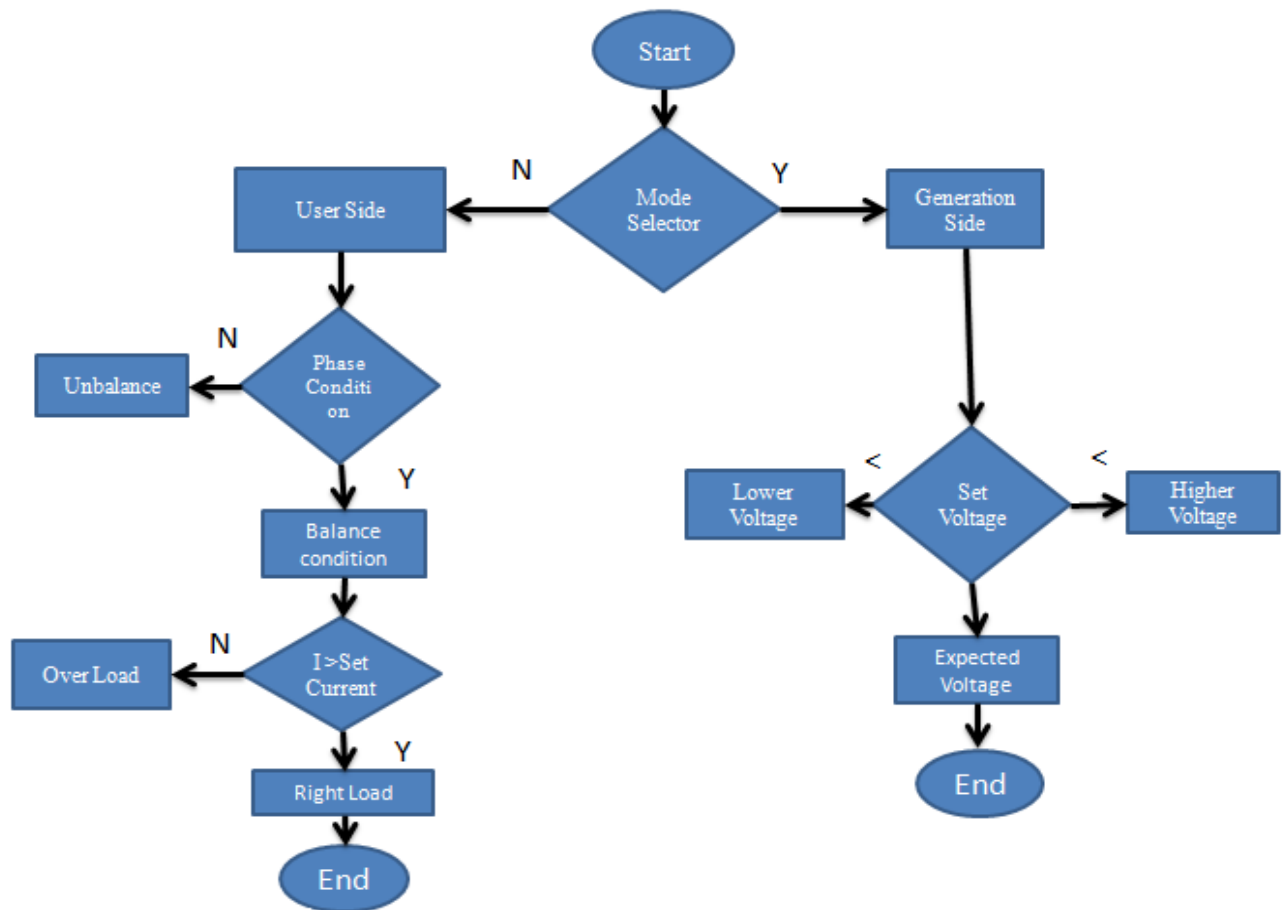 Start
N
Y
Mode
Selector
User Side
Generation
Side
N
Phase
Conditi
on
Unbalance
Y
<
<
Lower
Voltage
Set
Voltage
Higher
Voltage
Balance
condition
N
I >Set
Current
Over Load
Expected
Voltage
Y
Right Load
End
End